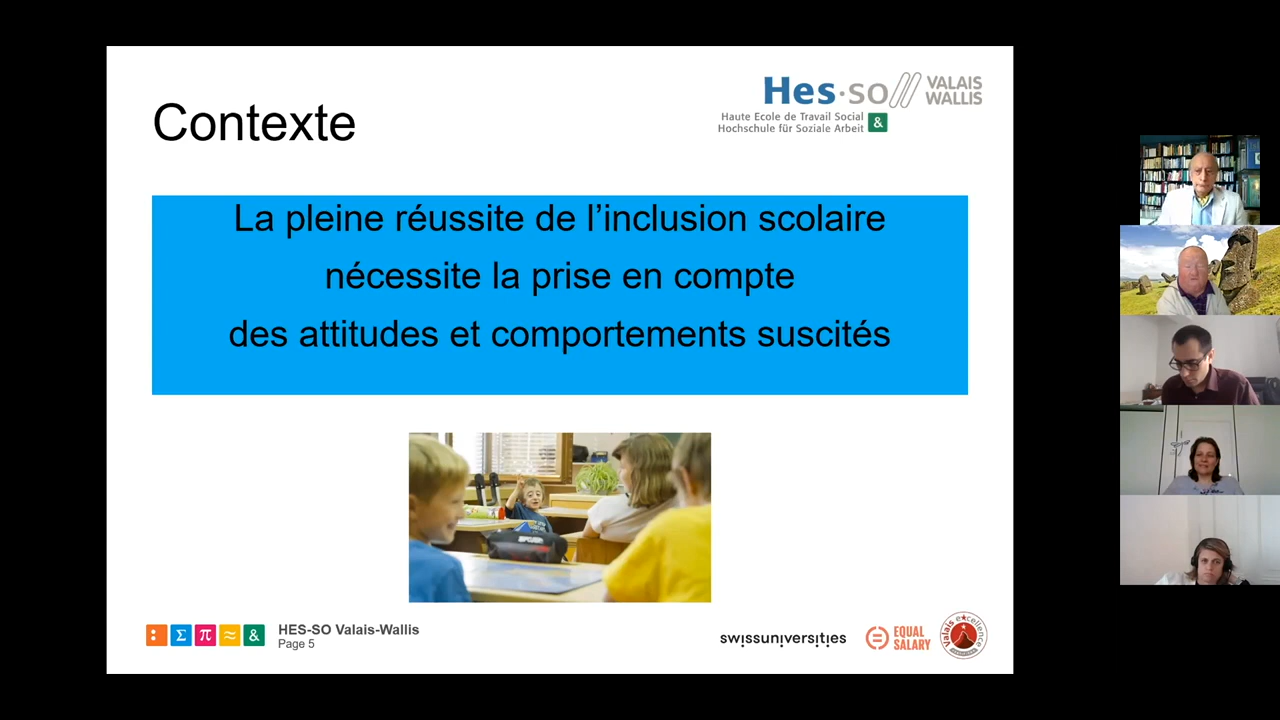 Hes·so VALAIS
WALLIS
Haute Ecole de Travail Social
Hochschule für Soziale Arbeit &
Contexte
La pleine réussite de l’inclusion scolaire
nécessite la prise en compte
des attitudes et comportements suscités
: Σ π ≈ &
HES-SO Valais-Wallis
Page 5
swissuniversities
EQUAL
SALARY
valais excellence